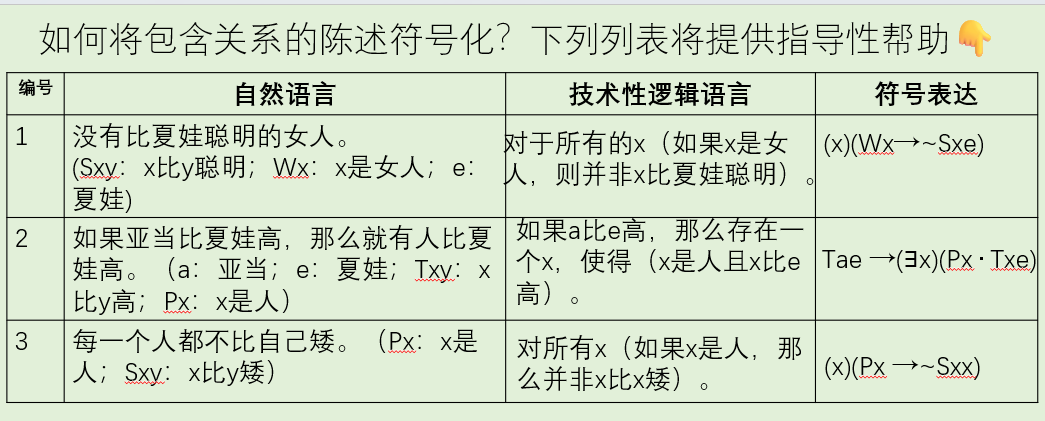 如何将包含关系的陈述符号化？下列列表将提供指导性帮助👇
编号 自然语言 技术性逻辑语言 符号表达
1 没有比夏娃聪明的女人。
(Sxy：x比y聪明；Wx：x是女人；e：
夏娃)
对于所有的x（如果x是女
人，则并非x比夏娃聪明）。
(x)(Wx→~Sxe)
2 如果亚当比夏娃高，那么就有人比夏
娃高。（a：亚当；e：夏娃；Txy：x
比y高；Px：x是人）
如果a比e高，那么存在一
个x，使得（x是人且x比e
高）。
Tae →(∃x)(Px · Txe)
3 每一个人都不比自己矮。（Px：x是
人；Sxy：x比y矮）
对所有x（如果x是人，那
么并非x比x矮）。
(x)(Px →~Sxx)